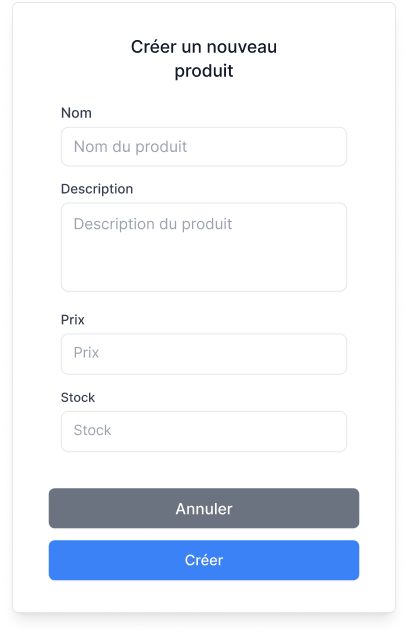 Créer un nouveau
produit
Nom
Nom du produit
Description
Description du produit
Prix
Prix
Stock
Stock
Annuler
Créer